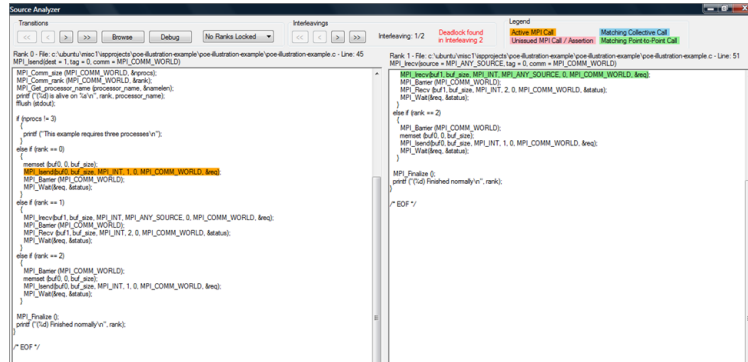 Source Analyzer
Transitions
Interleavings
Legend
<< < > >> Browse Debug No Ranks Locked
<< < > >> Interleaving: 1/2
Deadlock found
in Interleaving 2
Active MPI Call
Matching Collective Call
Unissued MPI Call / Assertion
Matching Point-to-Point Call
Rank 0 - File: c:\ubuntu\misc1\isprojects\poe-illustration-example\poe-illustration-example\poe-illustration-example.c - Line: 45
MPI_Isend(dest = 1, tag = 0, comm = MPI_COMM_WORLD)
MPI_Comm_size (MPI_COMM_WORLD, &nprocs);
MPI_Comm_rank (MPI_COMM_WORLD, &rank);
MPI_Get_processor_name (processor_name, &namelen);
printf ("(%d) is alive on %s\n", rank, processor_name);
fflush (stdout);
if (nprocs != 3)
{
printf ("This example requires three processes\n");
}
else if (rank == 0)
{
memset (buf0, 0, buf_size);
MPI_Isend(buf0, buf_size, MPI_INT, 1, 0, MPI_COMM_WORLD, &req);
MPI_Barrier (MPI_COMM_WORLD);
MPI_Wait(&req, &status);
}
else if (rank == 1)
{
MPI_Irecv(buf1, buf_size, MPI_INT, MPI_ANY_SOURCE, 0, MPI_COMM_WORLD, &req);
MPI_Barrier (MPI_COMM_WORLD);
MPI_Recv (buf1, buf_size, MPI_INT, 2, 0, MPI_COMM_WORLD, &status);
MPI_Wait(&req, &status);
}
else if (rank == 2)
{
MPI_Barrier (MPI_COMM_WORLD);
memset (buf0, 0, buf_size);
MPI_Isend(buf0, buf_size, MPI_INT, 1, 0, MPI_COMM_WORLD, &req);
MPI_Wait(&req, &status);
}
MPI_Finalize ();
printf ("(%d) Finished normally\n", rank);
}
/* EOF */
Rank 1 - File: c:\ubuntu\misc1\isprojects\poe-illustration-example\poe-illustration-example\poe-illustration-example.c - Line: 51
MPI_Irecv(source = MPI_ANY_SOURCE, tag = 0, comm = MPI_COMM_WORLD)
MPI_Irecv(buf1, buf_size, MPI_INT, MPI_ANY_SOURCE, 0, MPI_COMM_WORLD, &req);
MPI_Barrier (MPI_COMM_WORLD);
MPI_Recv (buf1, buf_size, MPI_INT, 2, 0, MPI_COMM_WORLD, &status);
MPI_Wait(&req, &status);
}
else if (rank == 2)
{
MPI_Barrier (MPI_COMM_WORLD);
memset (buf0, 0, buf_size);
MPI_Isend(buf0, buf_size, MPI_INT, 1, 0, MPI_COMM_WORLD, &req);
MPI_Wait(&req, &status);
}
MPI_Finalize ();
printf ("(%d) Finished normally\n", rank);
}
/* EOF */